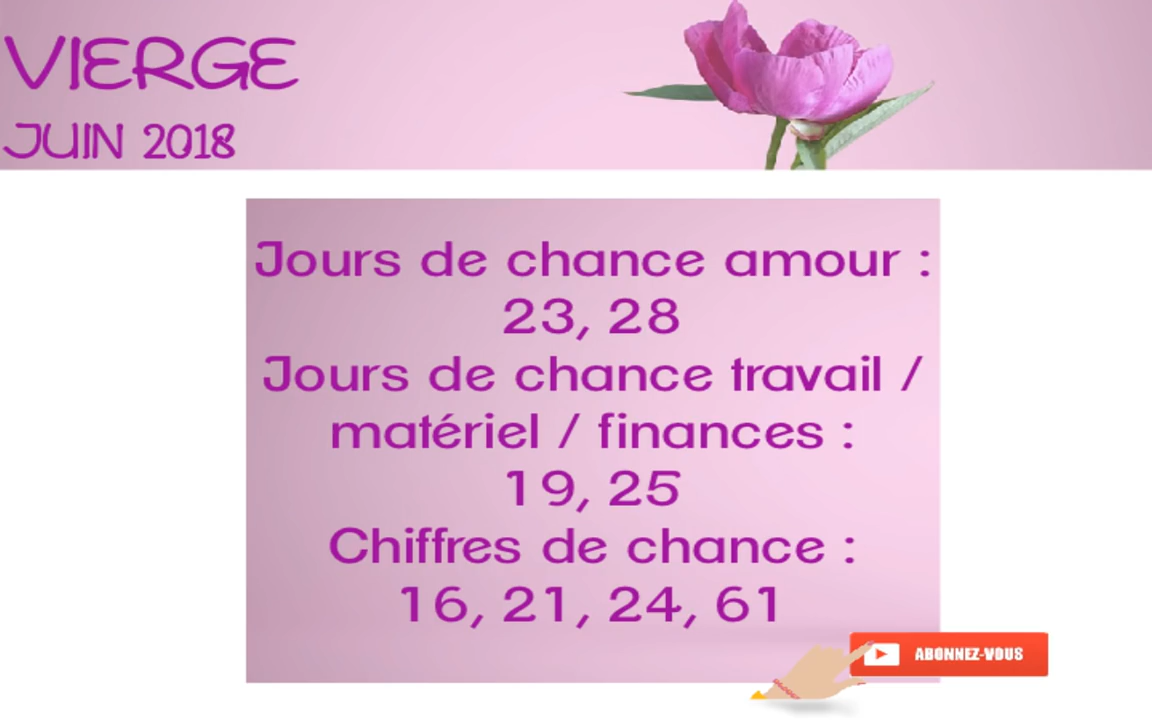 VIERGE
JUIN 2018
Jours de chance amour :
23, 28
Jours de chance travail /
matériel / finances :
19, 25
Chiffres de chance :
16, 21, 24, 61
ABONNEZ-VOUS